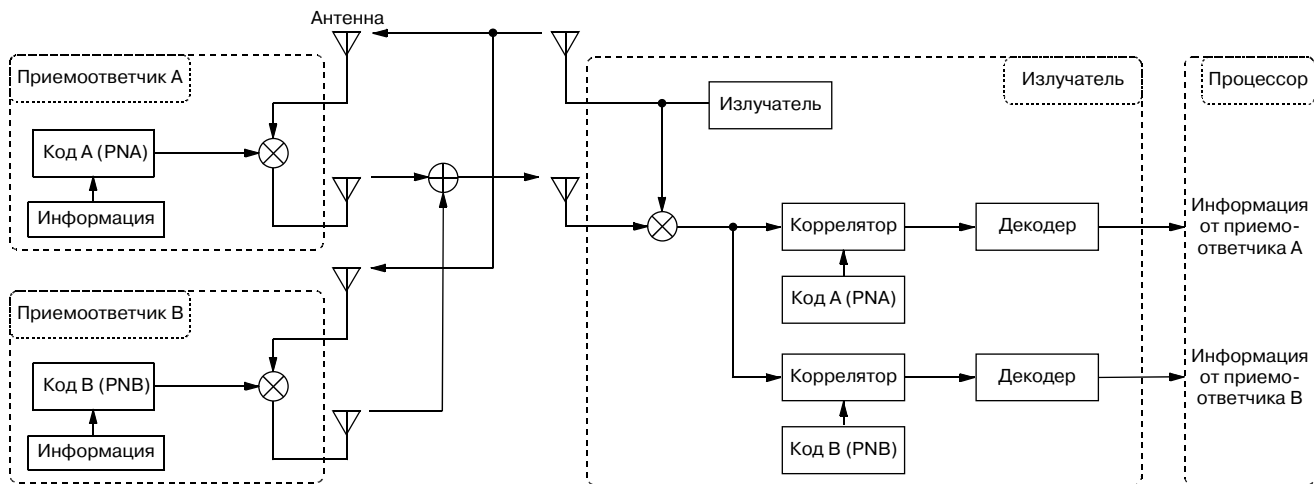 Антенна
Приемоответчик А
Код А (PNA)
Информация
Приемоответчик В
Код В (PNB)
Информация
Излучатель
Излучатель
Коррелятор
Декодер
Код А (PNA)
Коррелятор
Декодер
Код В (PNB)
Процессор
Информация
от приемо-
ответчика А
Информация
от приемо-
ответчика В